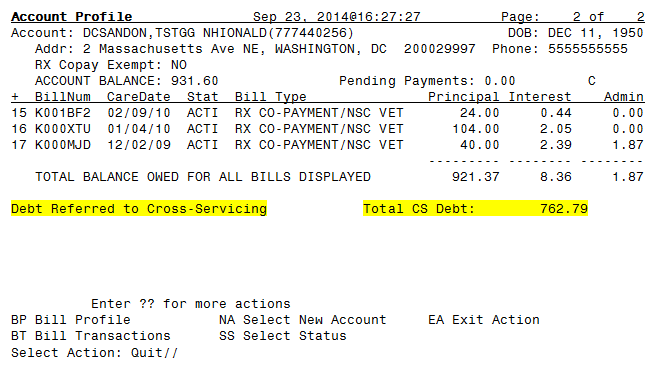 Account Profile Sep 23, 2014@16:27:27 Page: 2 of 2
Account: DCSANDON,TSTGG NHIONALD(777440256) DOB: DEC 11, 1950
Addr: 2 Massachusetts Ave NE, WASHINGTON, DC 200029997 Phone: 5555555555
RX Copay Exempt: NO
ACCOUNT BALANCE: 931.60 Pending Payments: 0.00 C
+ BillNum CareDate Stat Bill Type Principal Interest Admin
15 K001BF2 02/09/10 ACTI RX CO-PAYMENT/NSC VET 24.00 0.44 0.00
16 K000XTU 01/04/10 ACTI RX CO-PAYMENT/NSC VET 104.00 2.05 0.00
17 K000MJD 12/02/09 ACTI RX CO-PAYMENT/NSC VET 40.00 2.39 1.87
--------- -------- --------
TOTAL BALANCE OWED FOR ALL BILLS DISPLAYED 921.37 8.36 1.87
Debt Referred to Cross-Servicing Total CS Debt: 762.79
Enter ?? for more actions
BP Bill Profile NA Select New Account EA Exit Action
BT Bill Transactions SS Select Status
Select Action: Quit//